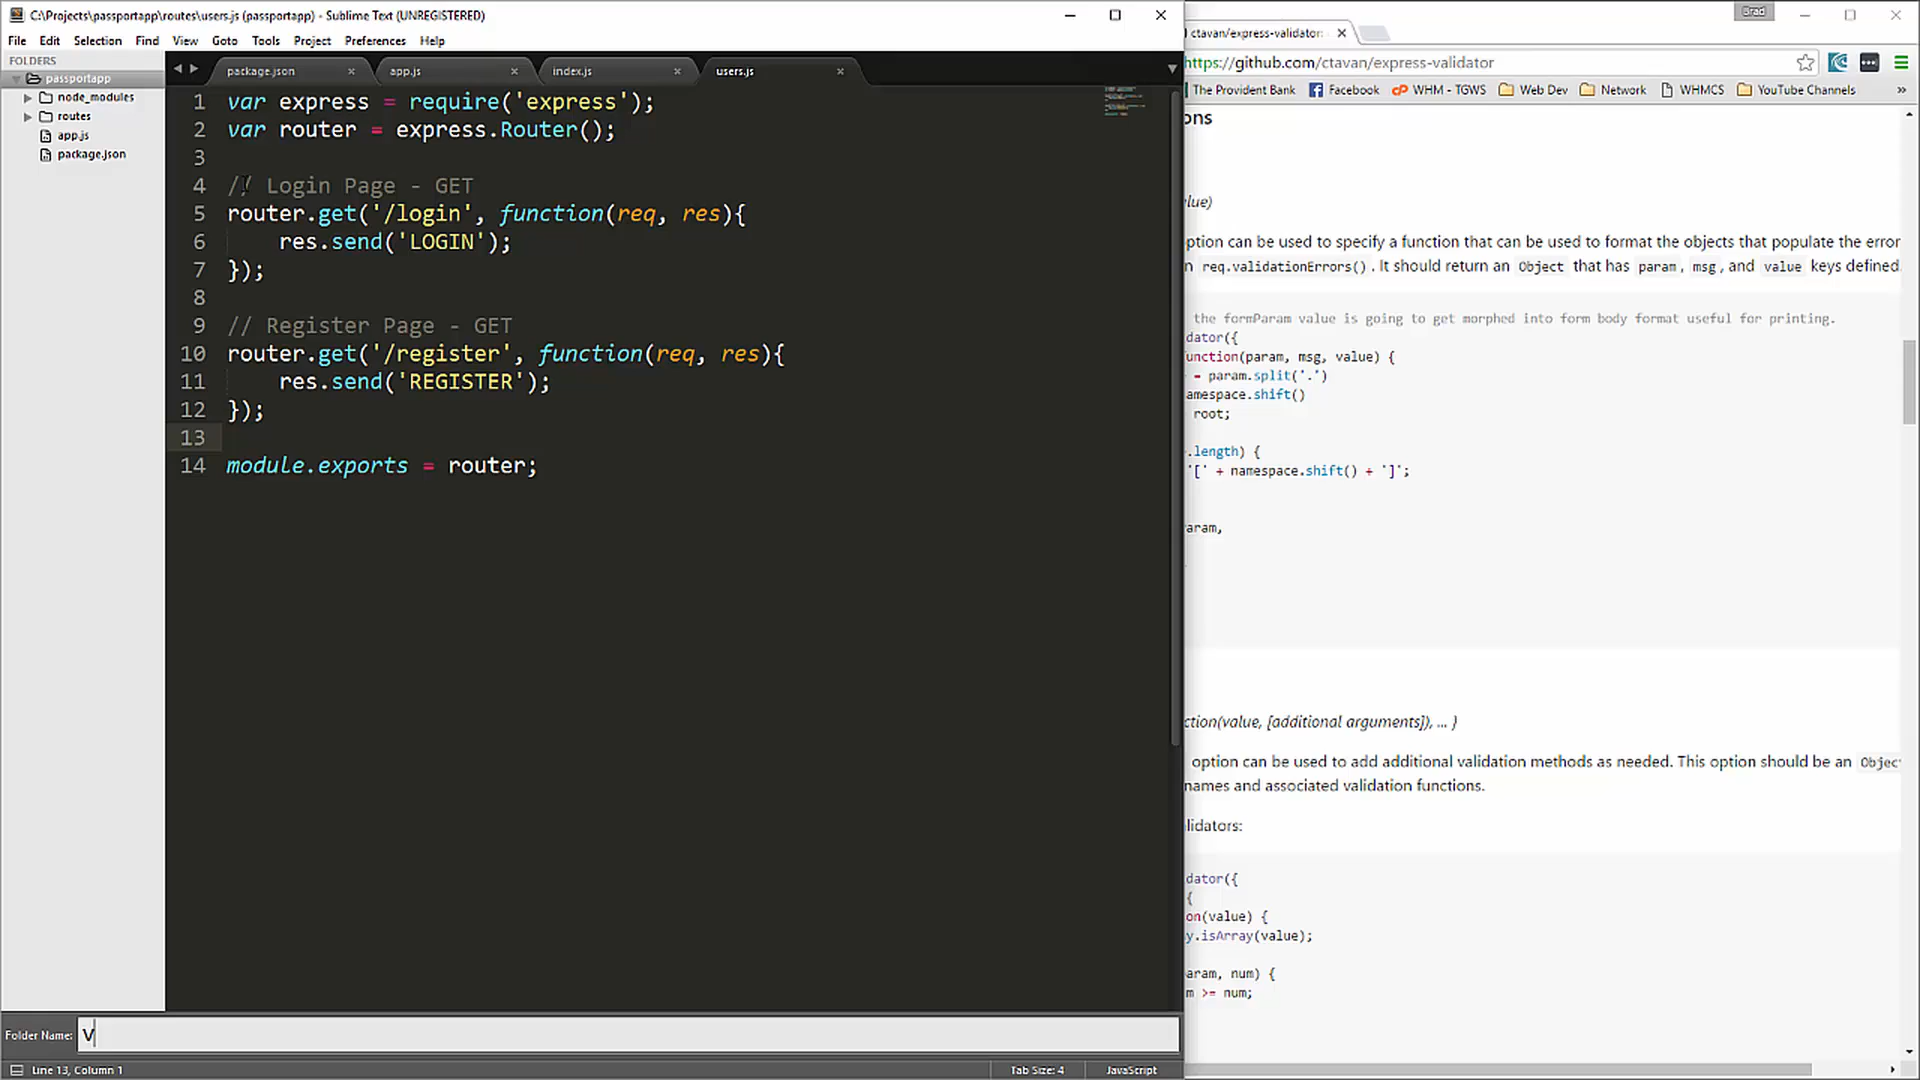 C:\Projects\passportapp\routes\users.js (passportapp) - Sublime Text (UNREGISTERED)
File Edit Selection Find View Goto Tools Project Preferences Help
FOLDERS
passportapp
node_modules
routes
app.js
package.json
package.json
app.js
index.js
users.js
1 var express = require('express');
2 var router = express.Router();
3
4 // Login Page - GET
5 router.get('/login', function(req, res){
6 res.send('LOGIN');
7 });
8
9 // Register Page - GET
10 router.get('/register', function(req, res){
11 res.send('REGISTER');
12 });
13
14 module.exports = router;
Folder Name: V
Line 13, Column 1
Tab Size: 4
JavaScript
Brad
ctavan/express-validator:
https://github.com/ctavan/express-validator
The Provident Bank Facebook WHM - TGWS Web Dev Network WHMCS YouTube Channels »
ons
alue)
ption can be used to specify a function that can be used to format the objects that populate the error
n req.validationErrors(). It should return an Object that has param, msg, and value keys defined.
the formParam value is going to get morphed into form body format useful for printing.
dator({
function(param, msg, value) {
= param.split('.')
amespace.shift()
root;
.length) {
'[' + namespace.shift() + ']';
aram,
ction(value, [additional arguments]), ... }
option can be used to add additional validation methods as needed. This option should be an Objec
names and associated validation functions.
lidators:
dator({
{
on(value) {
y.isArray(value);
aram, num) {
m >= num;